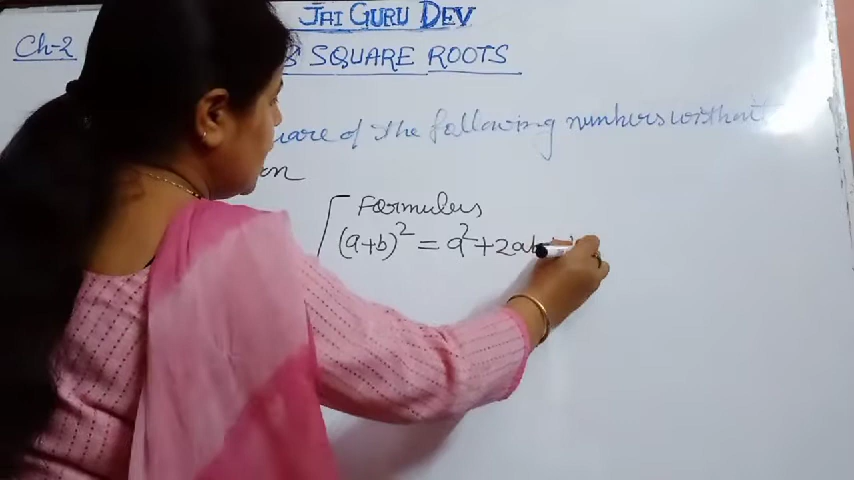 JAI GURU DEV
Ch-2
SQUARE ROOTS
of the following numbers without
Formulas
(a+b)² = a²+2ab